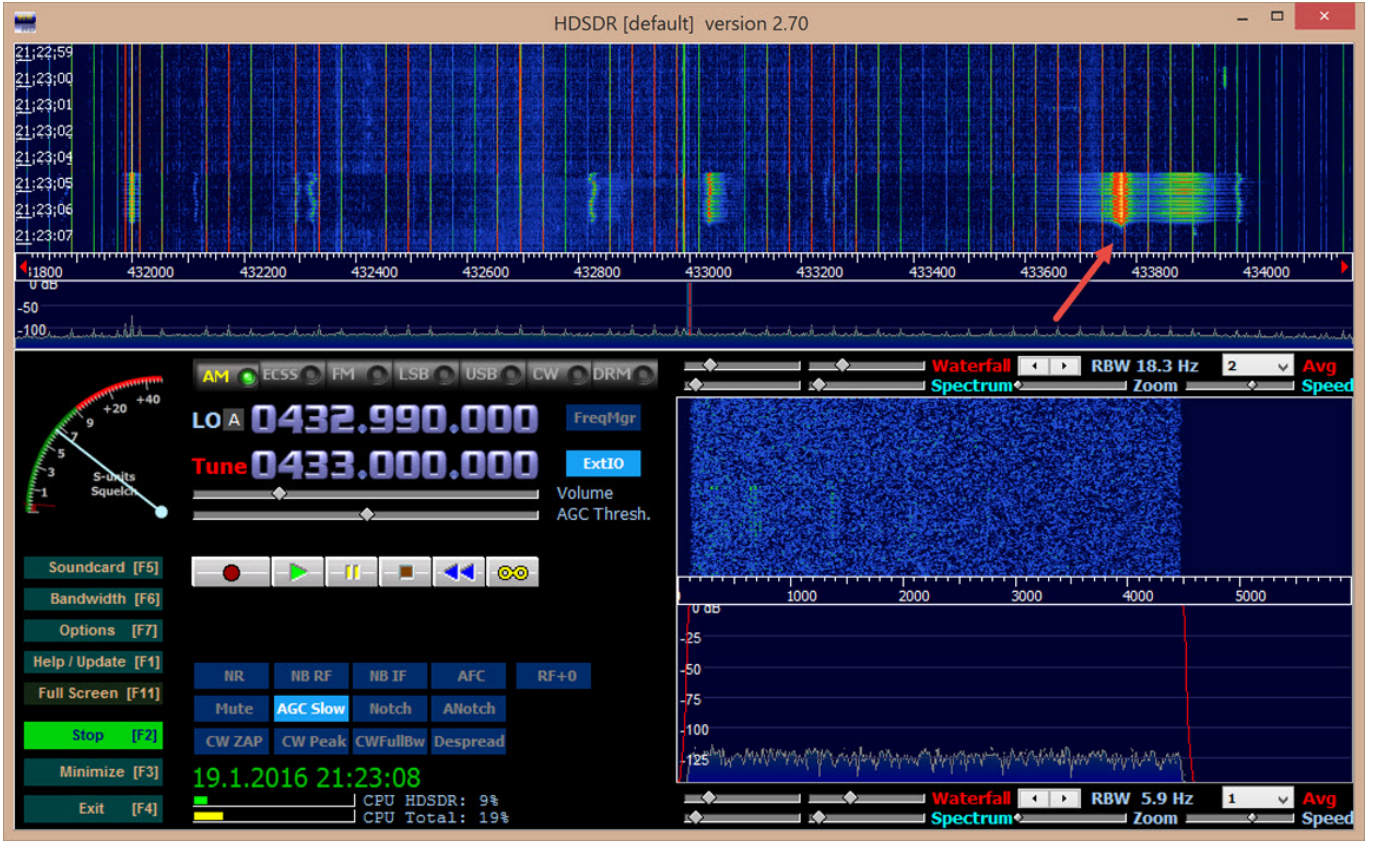 HDSDR [default] version 2.70
21:22:59
21:23:00
21:23:01
21:23:02
21:23:04
21:23:05
21:23:06
21:23:07
432000 432200 432400 432600 432800 433000 433200 433400 433600 433800 434000
0 dB
-50
-100
AM ECSS FM LSB USB CW DRM
Waterfall RBW 18.3 Hz 2 Avg
Spectrum Zoom Speed
+20 +40
9
7
5
3
1
S-units
Squelch
LO A 0432.990.000 FreqMgr
Tune 0433.000.000 ExtIO
Volume
AGC Thresh.
Soundcard [F5]
Bandwidth [F6]
Options [F7]
Help / Update [F1]
Full Screen [F11]
Stop [F2]
Minimize [F3]
Exit [F4]
NR NB RF NB IF AFC RF+0
Mute AGC Slow Notch ANotch
CW ZAP CW Peak CWFullBw Despread
19.1.2016 21:23:08
CPU HDSDR: 9%
CPU Total: 19%
1000 2000 3000 4000 5000
0 dB
-25
-50
-75
-100
-125
Waterfall RBW 5.9 Hz 1 Avg
Spectrum Zoom Speed